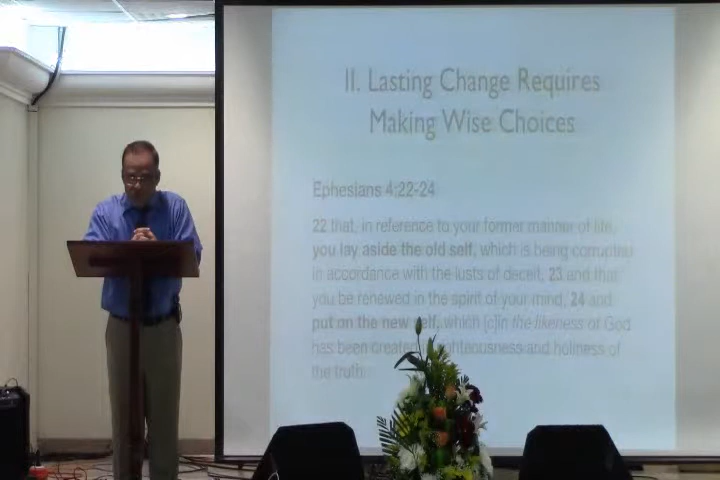 II. Lasting Change Requires
Making Wise Choices
Ephesians 4:22-24
22 that, in reference to your former manner of life,
you lay aside the old self, which is being corrupted
in accordance with the lusts of deceit, 23 and that
you be renewed in the spirit of your mind, 24 and
put on the new self, which [c]in the likeness of God
has been created righteousness and holiness of
the truth.